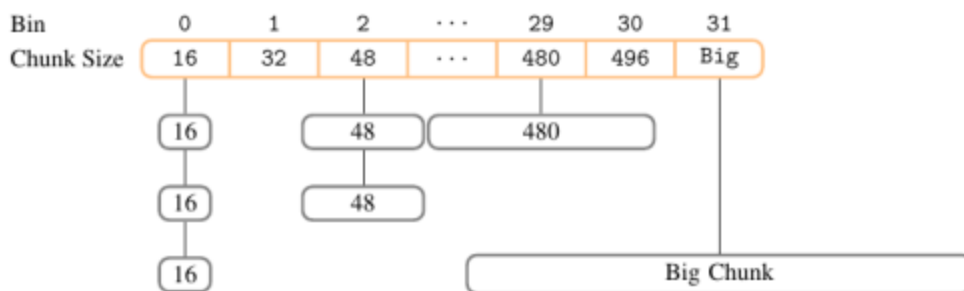 Bin 0 1 2 ··· 29 30 31
Chunk Size 16 32 48 ··· 480 496 Big
16 48 480
16 48
16 Big Chunk